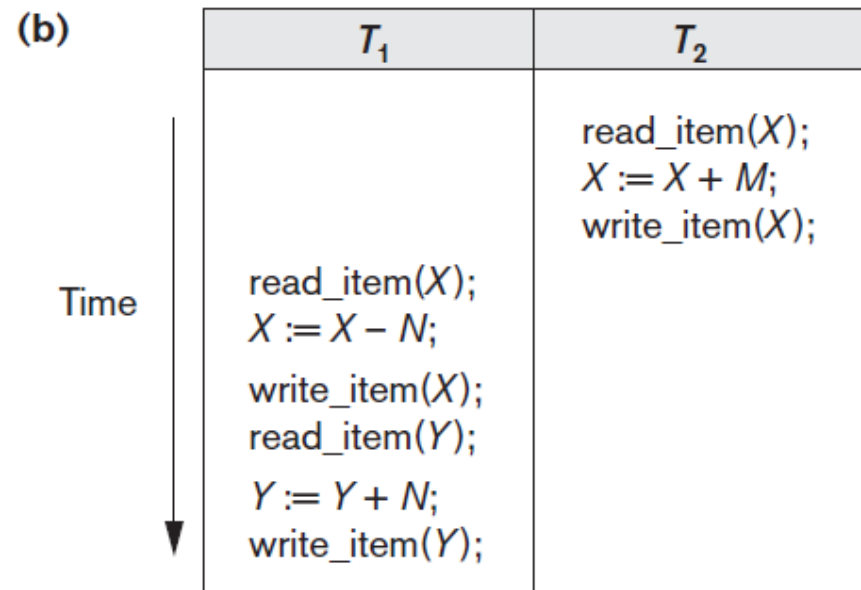 (b)
T₁ T₂
read_item(X);
X := X + M;
write_item(X);
Time
read_item(X);
X := X – N;
write_item(X);
read_item(Y);
Y := Y + N;
write_item(Y);